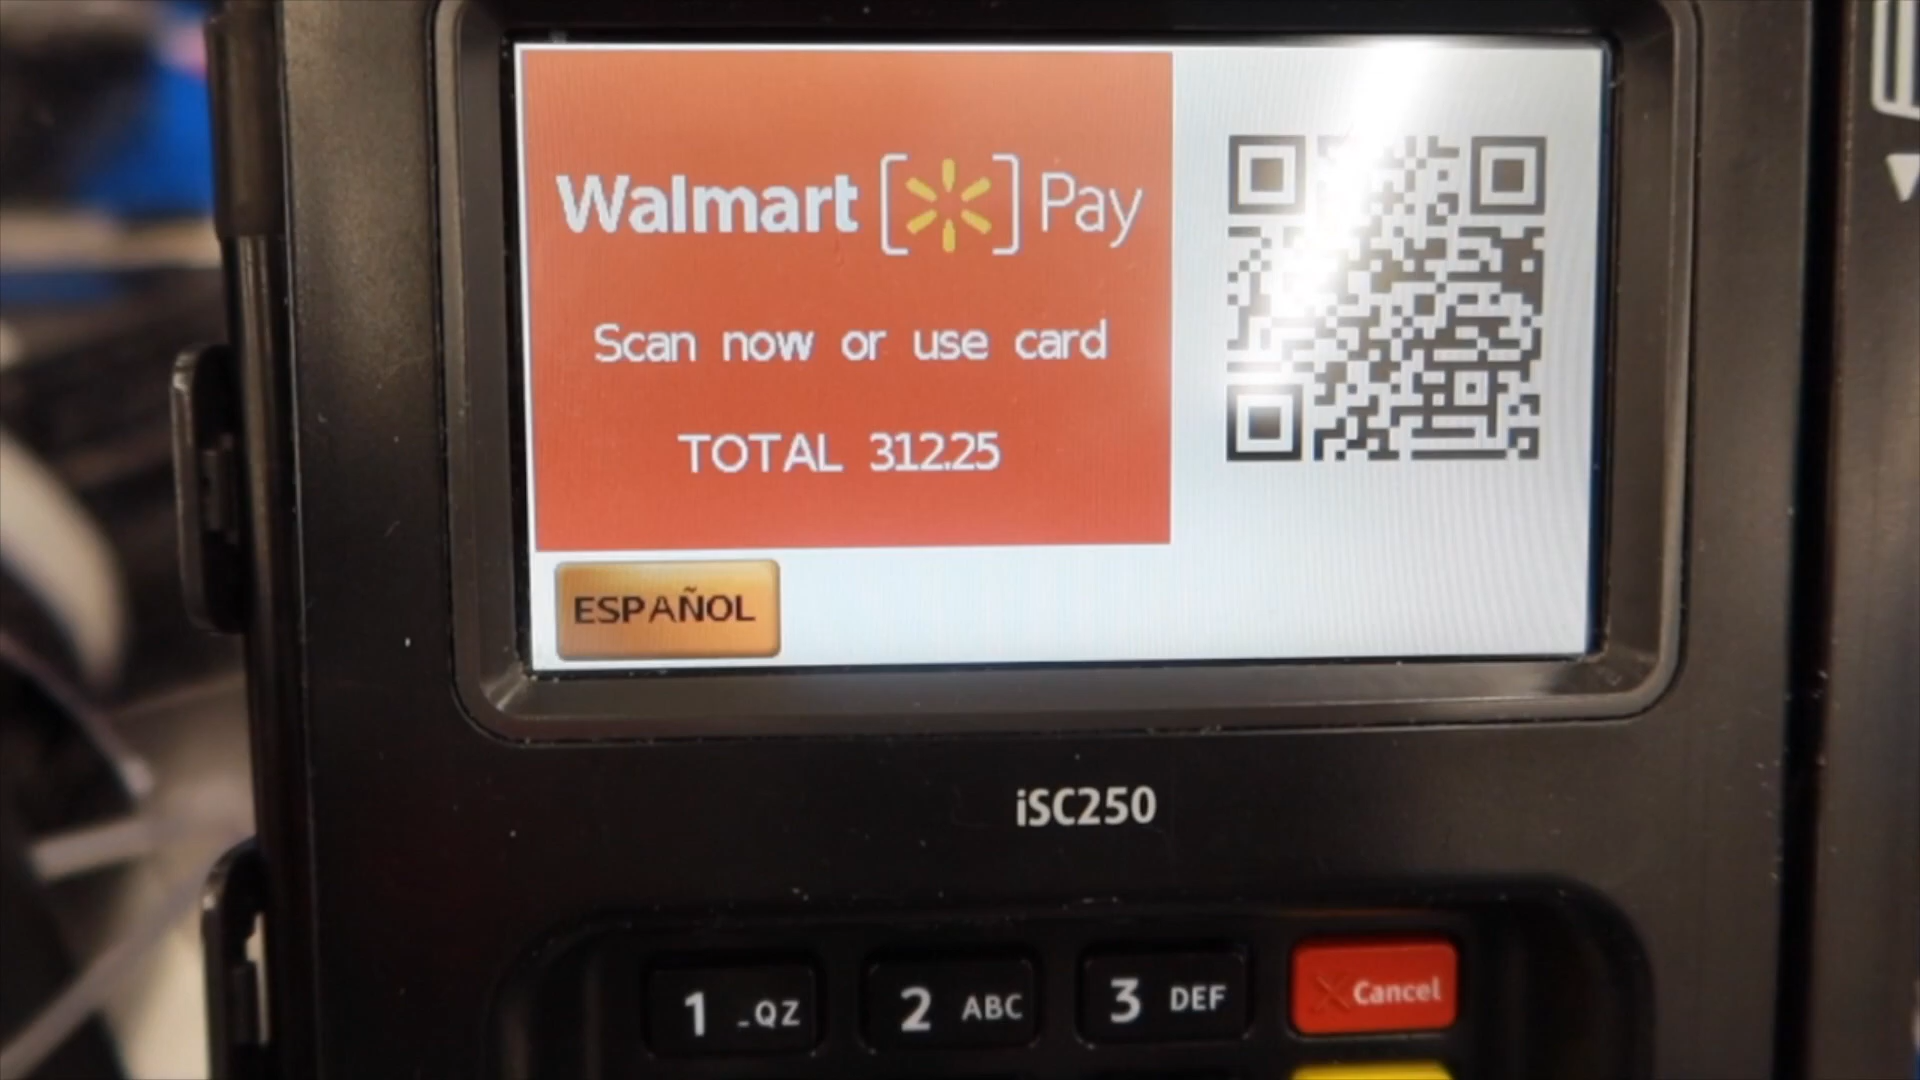 Walmart Pay
Scan now or use card
TOTAL 312.25
ESPAÑOL
iSC250
1 -QZ
2 ABC
3 DEF
Cancel